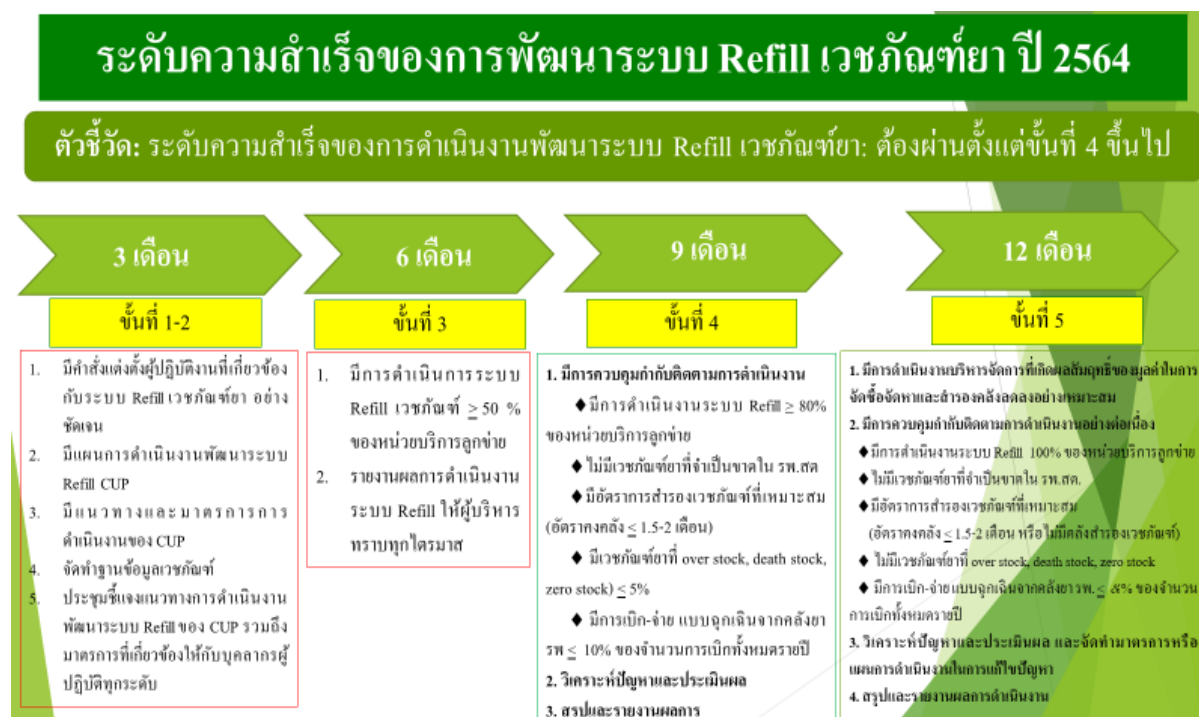 ระดับความสำเร็จของการพัฒนาระบบ Refill เวชภัณฑ์ยา ปี 2564
ตัวชี้วัด: ระดับความสำเร็จของการดำเนินงานพัฒนาระบบ Refill เวชภัณฑ์ยา: ต้องผ่านตั้งแต่ขั้นที่ 4 ขึ้นไป
3 เดือน
ขั้นที่ 1-2
1. มีคำสั่งแต่งตั้งผู้ปฏิบัติงานที่เกี่ยวข้อง
กับระบบ Refill เวชภัณฑ์ยา อย่าง
ชัดเจน
2. มีแผนการดำเนินงานพัฒนาระบบ
Refill CUP
3. มีแนวทางและมาตรการการ
ดำเนินงานของ CUP
4. จัดทำฐานข้อมูลเวชภัณฑ์
5. ประชุมชี้แจงแนวทางการดำเนินงาน
พัฒนาระบบ Refill ของ CUP รวมถึง
มาตรการที่เกี่ยวข้องให้กับบุคลากรผู้
ปฏิบัติทุกระดับ
6 เดือน
ขั้นที่ 3
1. มีการดำเนินการระบบ
Refill เวชภัณฑ์ ≥ 50 %
ของหน่วยบริการลูกข่าย
2. รายงานผลการดำเนินงาน
ระบบ Refill ให้ผู้บริหาร
ทราบทุกไตรมาส
9 เดือน
ขั้นที่ 4
1. มีการควบคุมกำกับติดตามการดำเนินงาน
♦มีการดำเนินงานระบบ Refill ≥ 80%
ของหน่วยบริการลูกข่าย
♦ ไม่มีเวชภัณฑ์ยาที่จำเป็นขาดใน รพ.สต
♦มีอัตราการสำรองเวชภัณฑ์ที่เหมาะสม
(อัตราคงคลัง ≤ 1.5-2 เดือน)
♦ มีเวชภัณฑ์ยาที่ over stock, death stock,
zero stock) ≤ 5%
♦ มีการเบิก-จ่าย แบบฉุกเฉินจากคลังยา
รพ ≤ 10% ของจำนวนการเบิกทั้งหมดรายปี
2. วิเคราะห์ปัญหาและประเมินผล
3. สรุปและรายงานผลการ
12 เดือน
ขั้นที่ 5
1. มีการดำเนินงานบริหารจัดการที่เกิดผลสัมฤทธิ์ของมูลค่าในการ
จัดซื้อจัดหาและสำรองคลังลดลงอย่างเหมาะสม
2. มีการควบคุมกำกับติดตามการดำเนินงานอย่างต่อเนื่อง
♦มีการดำเนินงานระบบ Refill 100% ของหน่วยบริการลูกข่าย
♦ ไม่มีเวชภัณฑ์ยาที่จำเป็นขาดใน รพ.สต.
♦มีอัตราการสำรองเวชภัณฑ์ที่เหมาะสม
(อัตราคงคลัง ≤ 1.5-2 เดือน หรือไม่มีคลังสำรองเวชภัณฑ์)
♦ ไม่มีเวชภัณฑ์ยาที่ over stock, death stock, zero stock
♦ มีการเบิก-จ่ายแบบฉุกเฉินจากคลังยารพ. ≤ ของจำนวน
การเบิกทั้งหมดรายปี
3. วิเคราะห์ปัญหาและประเมินผล และจัดทำมาตรการหรือ
แผนการดำเนินงานในการแก้ไขปัญหา
4. สรุปและรายงานผลการดำเนินงาน